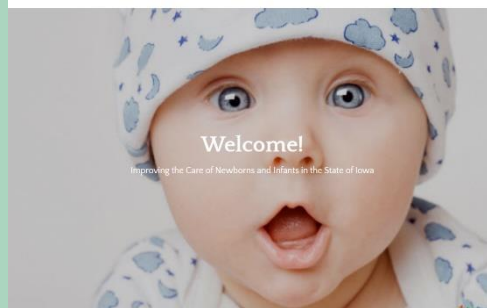 Welcome!
Improving the Care of Newborns and Infants in the State of Iowa